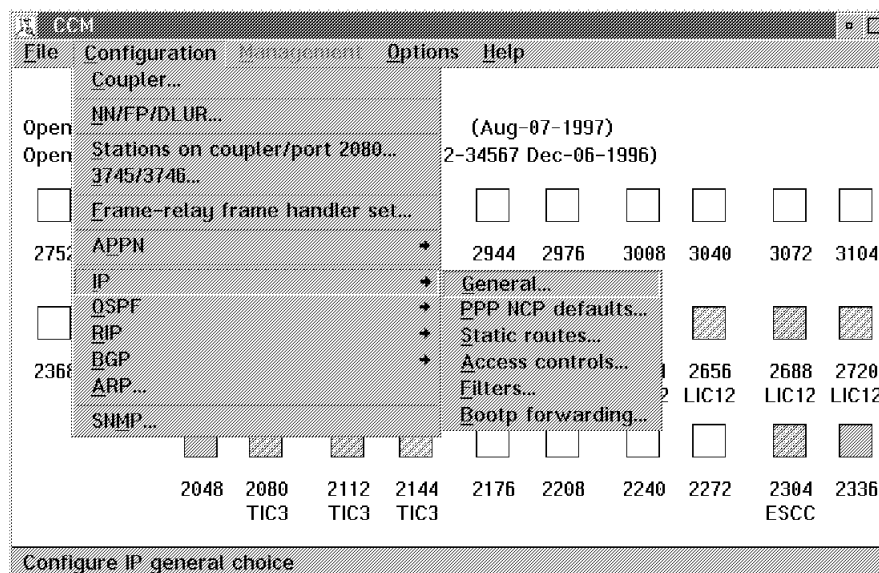 CCM
File Configuration Management Options Help
Coupler...
NN/FP/DLUR...
Open (Aug-07-1997)
Stations on coupler/port 2080...
Open 2-34567 Dec-06-1996)
3745/3746...
Frame-relay frame handler set...
APPN
2752 2944 2976 3008 3040 3072 3104
IP
General...
OSPF
PPP NCP defaults...
RIP
Static routes...
BGP
Access controls...
2368 2656 2688 2720
ARP...
Filters...
LIC12 LIC12 LIC12
SNMP...
Bootp forwarding...
2048 2080 2112 2144 2176 2208 2240 2272 2304 2336
TIC3 TIC3 TIC3 ESCC
Configure IP general choice